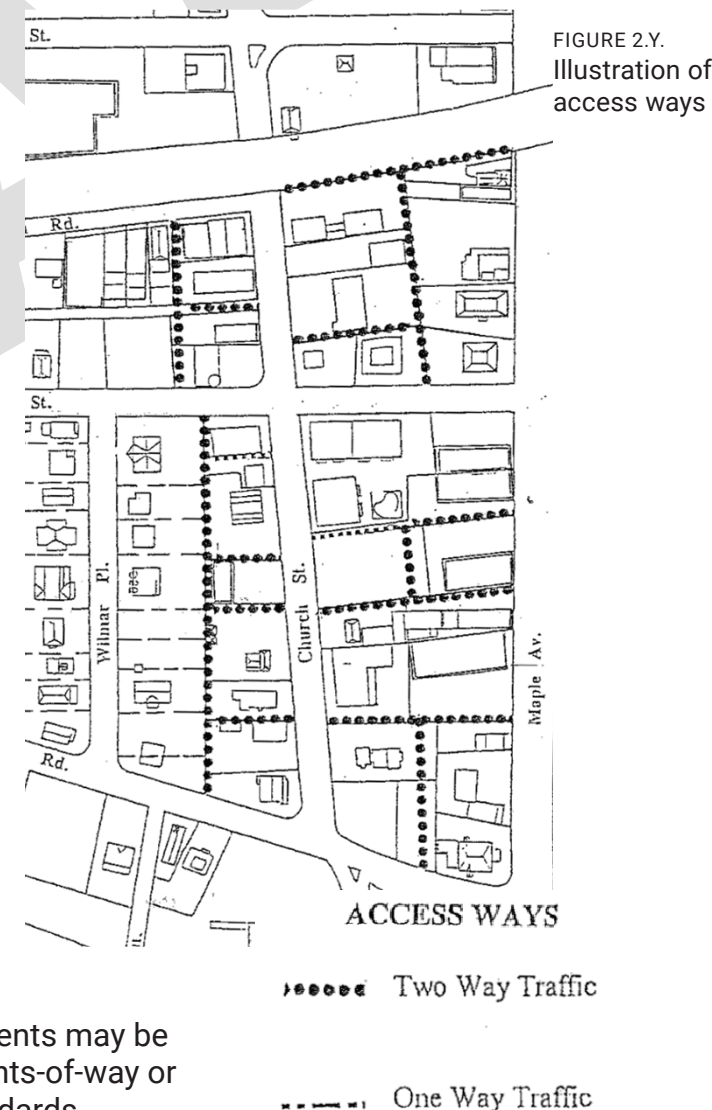 St.
FIGURE 2.Y.
Illustration of
access ways
Rd.
St.
Wilmar Pl.
Church St.
Maple Av.
Rd.
ACCESS WAYS
Two Way Traffic
ents may be
nts-of-way or
dards
One Way Traffic